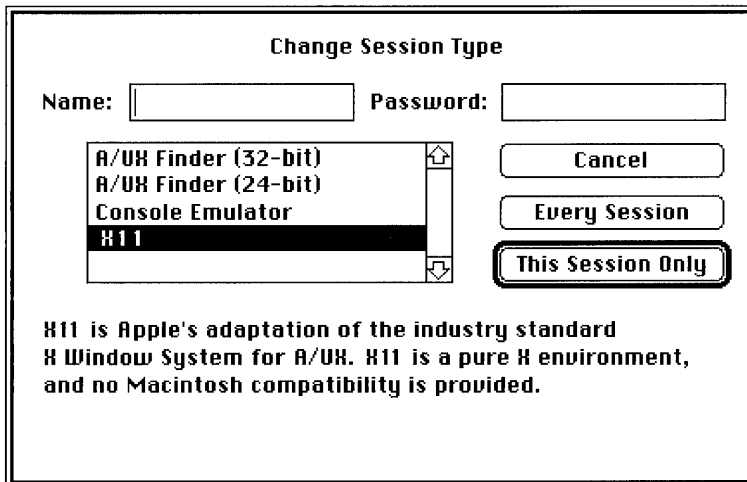 Change Session Type
Name: Password:
A/UX Finder (32-bit)
A/UX Finder (24-bit)
Console Emulator
X11
Cancel
Every Session
This Session Only
X11 is Apple's adaptation of the industry standard
X Window System for A/UX. X11 is a pure X environment,
and no Macintosh compatibility is provided.